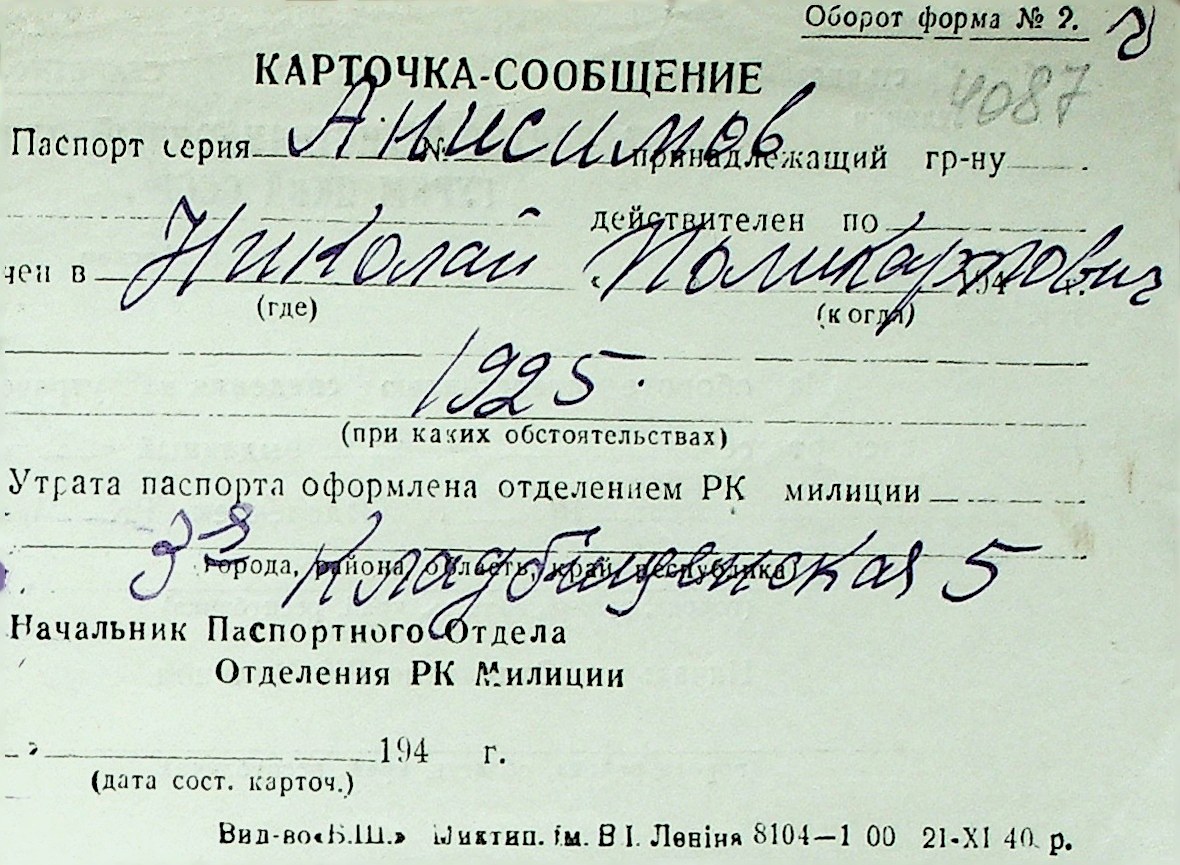 Оборот форма № 2.
КАРТОЧКА-СООБЩЕНИЕ
4087
Анисимов
Паспорт серия № принадлежащий гр-ну
действителен по
Николай Поликарпович
чен в 194 г.
(где) (когда)
1925.
(при каких обстоятельствах)
Утрата паспорта оформлена отделением РК милиции
3я Кладбищенская 5
города, района, область, край, республика)
Начальник Паспортного Отдела
Отделения РК Милиции
194 г.
(дата сост. карточ.)
Вид-во «Б.Ш.» Миктип. ім. В І. Леніна 8104—1 00 21-XI 40 р.